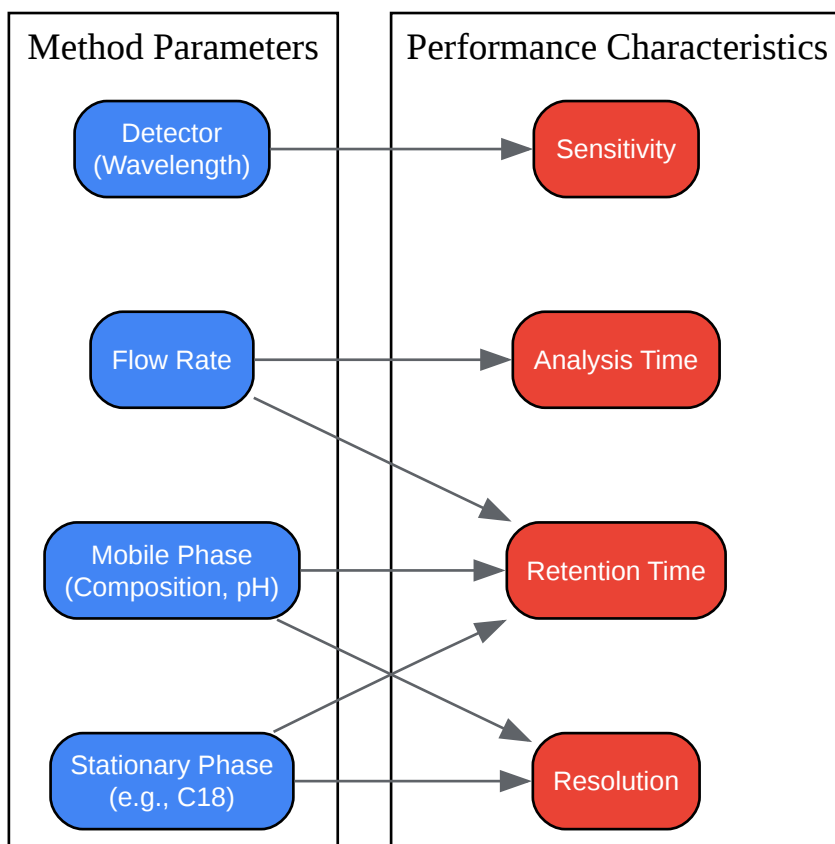 Method Parameters
Performance Characteristics
Detector
(Wavelength)
Sensitivity
Flow Rate
Analysis Time
Mobile Phase
(Composition, pH)
Retention Time
Stationary Phase
(e.g., C18)
Resolution